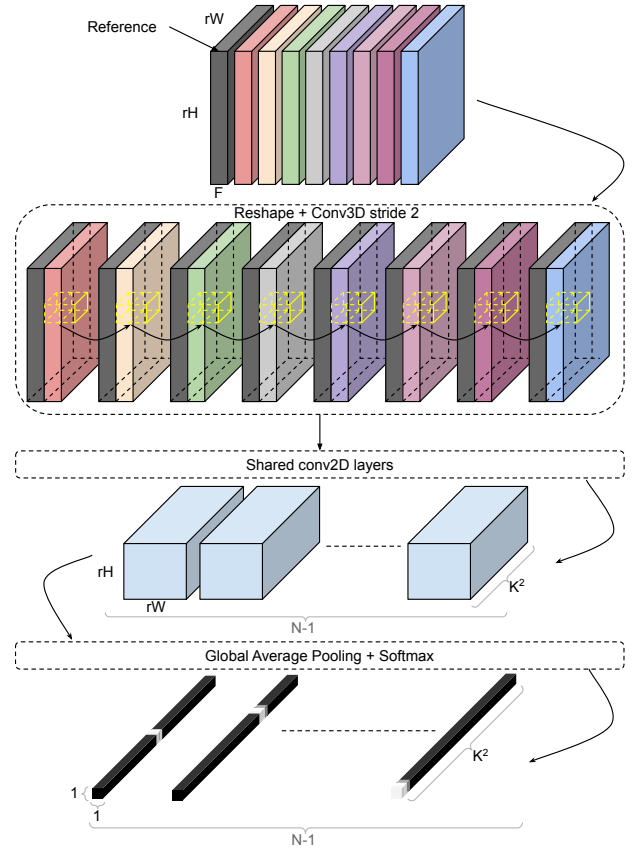 rW
Reference
rH
F
Reshape + Conv3D stride 2
Shared conv2D layers
rH
rW
K²
N-1
Global Average Pooling + Softmax
K²
1
1
N-1